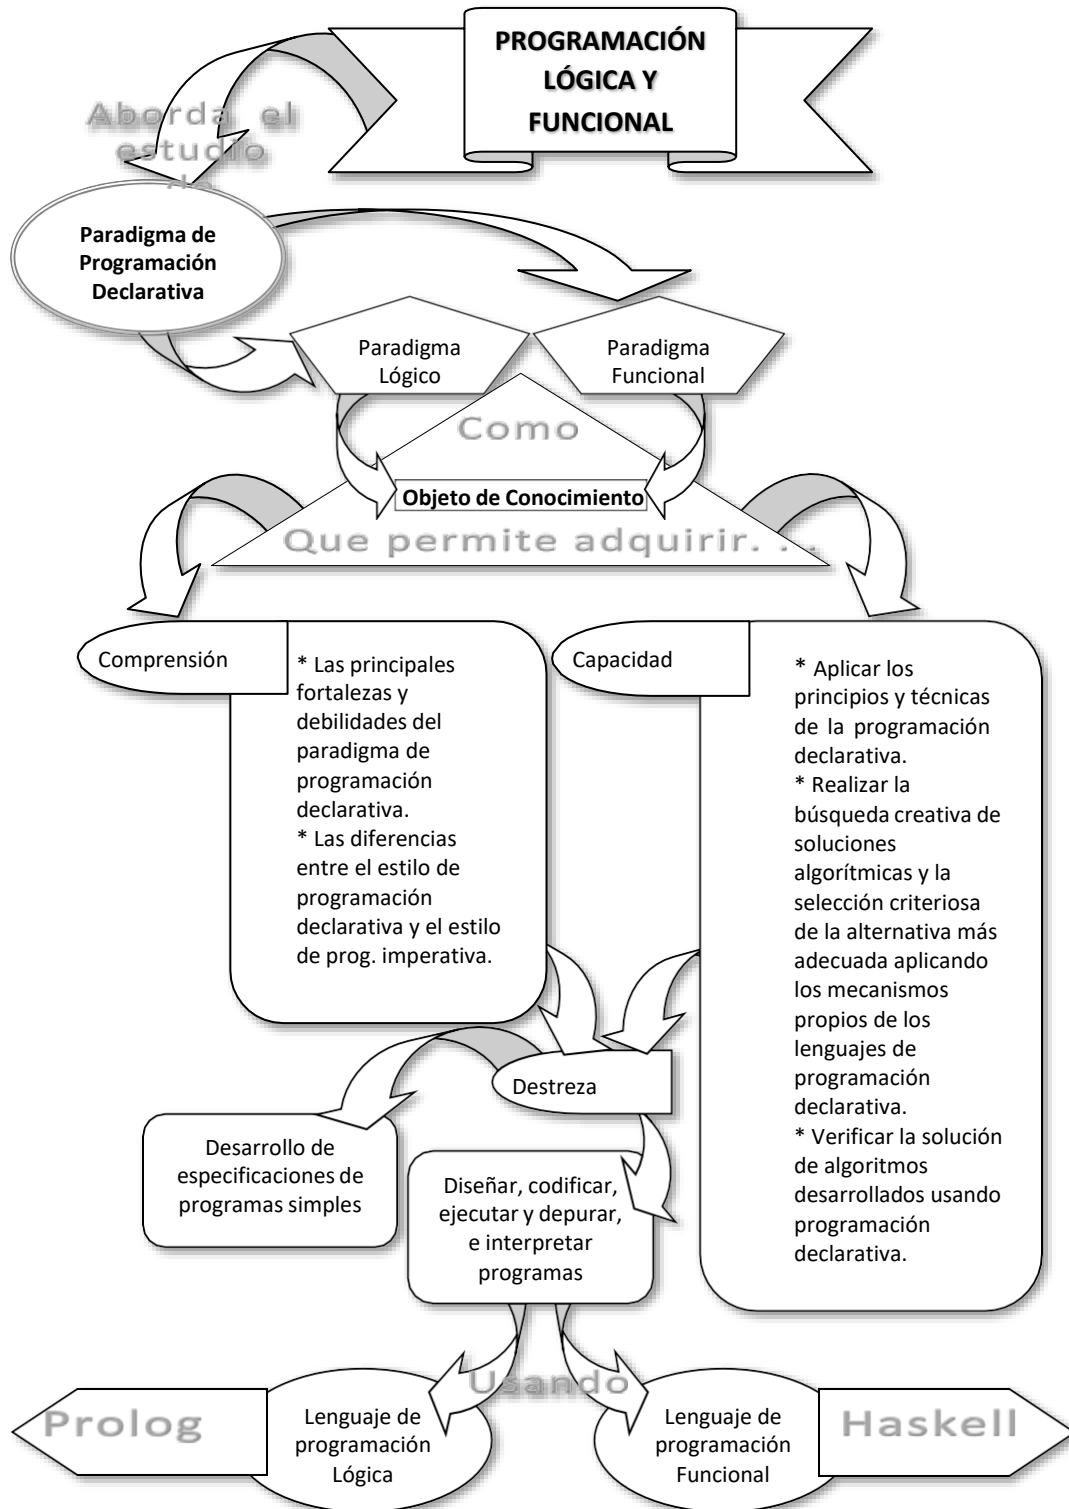 PROGRAMACIÓN
LÓGICA Y
FUNCIONAL
Aborda el
estudio
de
Paradigma de
Programación
Declarativa
Paradigma
Lógico
Paradigma
Funcional
Como
Objeto de Conocimiento
Que permite adquirir. . .
Comprensión
* Las principales
fortalezas y
debilidades del
paradigma de
programación
declarativa.
* Las diferencias
entre el estilo de
programación
declarativa y el estilo
de prog. imperativa.
Capacidad
* Aplicar los
principios y técnicas
de la programación
declarativa.
* Realizar la
búsqueda creativa de
soluciones
algorítmicas y la
selección criteriosa
de la alternativa más
adecuada aplicando
los mecanismos
propios de los
lenguajes de
programación
declarativa.
* Verificar la solución
de algoritmos
desarrollados usando
programación
declarativa.
Destreza
Desarrollo de
especificaciones de
programas simples
Diseñar, codificar,
ejecutar y depurar,
e interpretar
programas
Usando
Prolog
Lenguaje de
programación
Lógica
Lenguaje de
programación
Funcional
Haskell